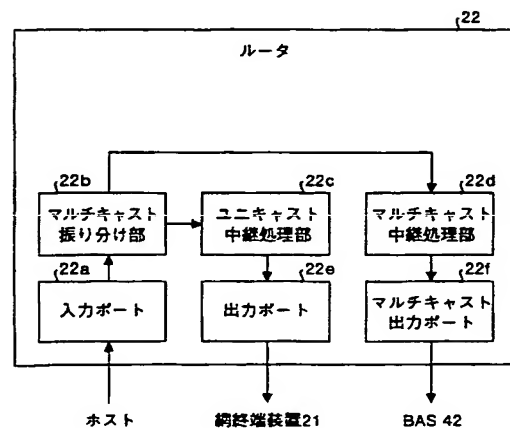 22
ルータ
22b
22c
22d
マルチキャスト
振り分け部
ユニキャスト
中継処理部
マルチキャスト
中継処理部
22a
22e
22f
入力ポート
出力ポート
マルチキャスト
出力ポート
ホスト
網終端装置21
BAS 42